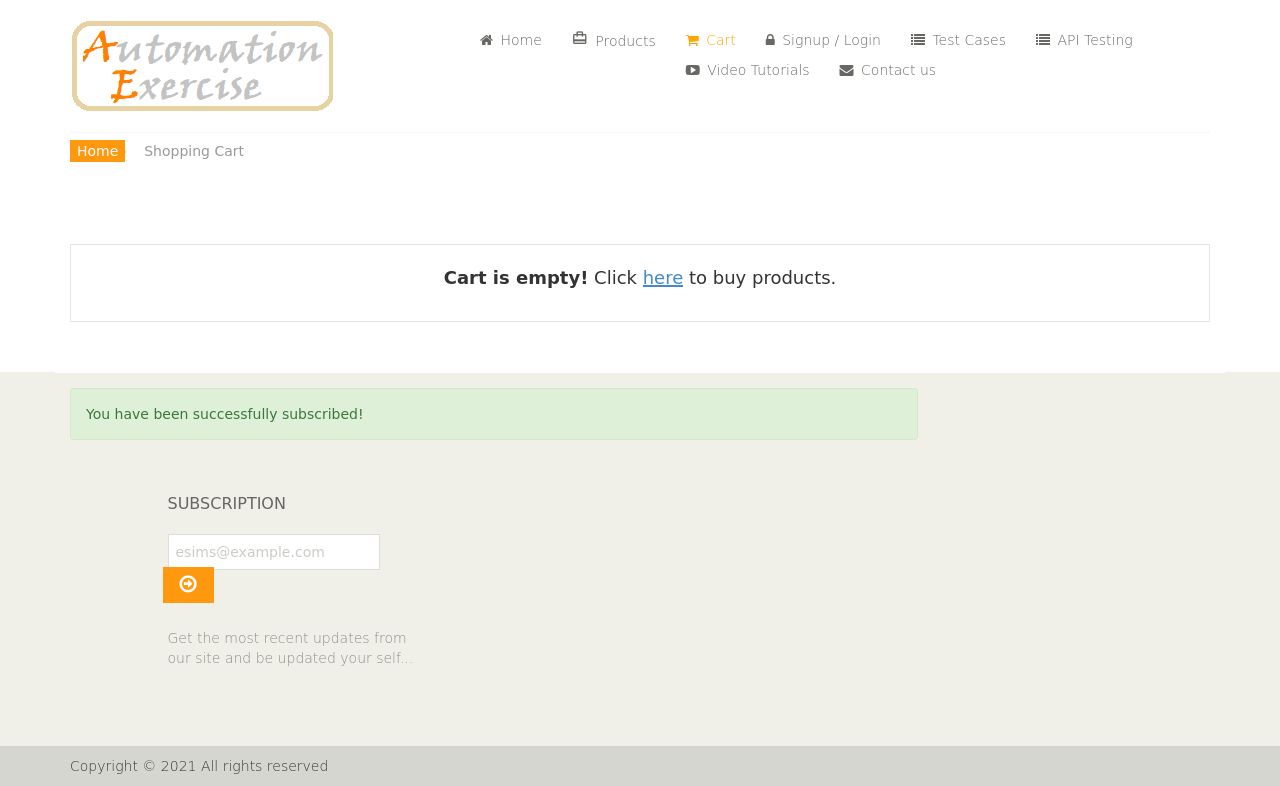 Automation
Exercise
Home
Products
Cart
Signup / Login
Test Cases
API Testing
Video Tutorials
Contact us
Home
Shopping Cart
Cart is empty! Click here to buy products.
You have been successfully subscribed!
SUBSCRIPTION
esims@example.com
Get the most recent updates from
our site and be updated your self...
Copyright © 2021 All rights reserved